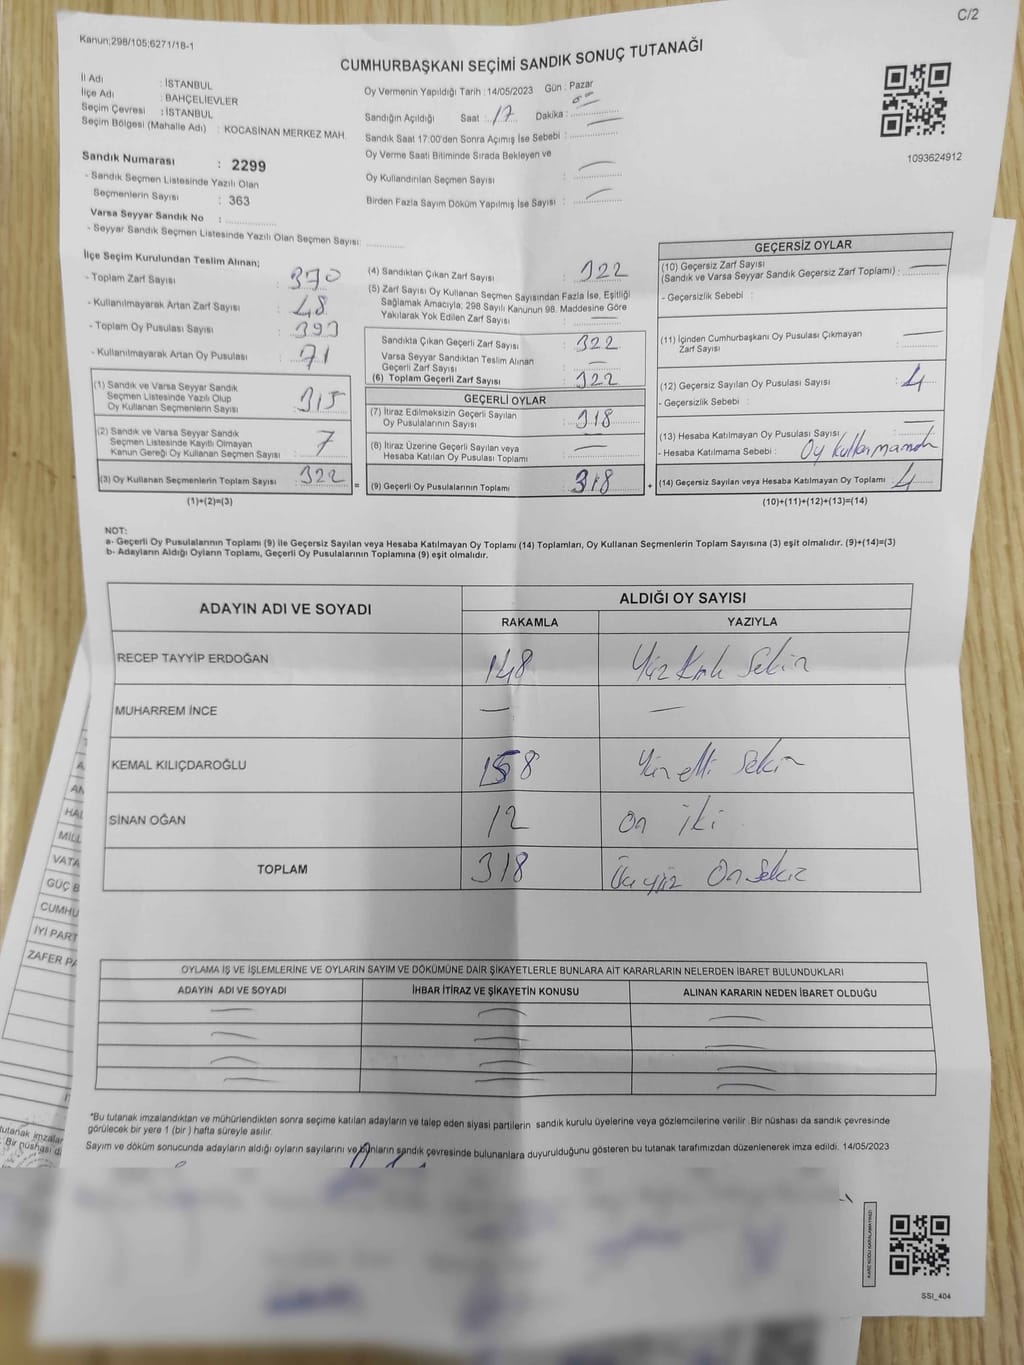 C/2
Kanun;298/105;6271/18-1
CUMHURBAŞKANI SEÇİMİ SANDIK SONUÇ TUTANAĞI
İl Adı : İSTANBUL
İlçe Adı : BAHÇELİEVLER
Seçim Çevresi : İSTANBUL
Seçim Bölgesi (Mahalle Adı) : KOCASİNAN MERKEZ MAH.
Oy Vermenin Yapıldığı Tarih : 14/05/2023 Gün : Pazar
Sandığın Açıldığı Saat : 17 Dakika : 00
Sandık Saat 17:00'den Sonra Açımış İse Sebebi :
Oy Verme Saati Bitiminde Sırada Bekleyen ve
Oy Kullandırılan Seçmen Sayısı :
Birden Fazla Sayım Döküm Yapılmış İse Sayısı :
1093624912
Sandık Numarası : 2299
- Sandık Seçmen Listesinde Yazılı Olan
Seçmenlerin Sayısı : 363
Varsa Seyyar Sandık No :
- Seyyar Sandık Seçmen Listesinde Yazılı Olan Seçmen Sayısı:
İlçe Seçim Kurulundan Teslim Alınan;
- Toplam Zarf Sayısı : 370
- Kullanılmayarak Artan Zarf Sayısı : 48
- Toplam Oy Pusulası Sayısı : 393
- Kullanılmayarak Artan Oy Pusulası : 71
(1) Sandık ve Varsa Seyyar Sandık
Seçmen Listesinde Yazılı Olup
Oy Kullanan Seçmenlerin Sayısı : 315
(2) Sandık ve Varsa Seyyar Sandık
Seçmen Listesinde Kayıtlı Olmayan
Kanun Gereği Oy Kullanan Seçmen Sayısı : 7
(3) Oy Kullanan Seçmenlerin Toplam Sayısı : 322
(1)+(2)=(3)
(4) Sandıktan Çıkan Zarf Sayısı : 322
(5) Zarf Sayısı Oy Kullanan Seçmen Sayısından Fazla İse, Eşitliği
Sağlamak Amacıyla; 298 Sayılı Kanunun 98. Maddesine Göre
Yakılarak Yok Edilen Zarf Sayısı :
Sandıkta Çıkan Geçerli Zarf Sayısı : 322
Varsa Seyyar Sandıktan Teslim Alınan
Geçerli Zarf Sayısı :
(6) Toplam Geçerli Zarf Sayısı : 322
GEÇERLİ OYLAR
(7) İtiraz Edilmeksizin Geçerli Sayılan
Oy Pusulalarının Sayısı : 318
(8) İtiraz Üzerine Geçerli Sayılan veya
Hesaba Katılan Oy Pusulası Toplamı :
(9) Geçerli Oy Pusulalarının Toplamı : 318
=
+
GEÇERSİZ OYLAR
(10) Geçersiz Zarf Sayısı
(Sandık ve Varsa Seyyar Sandık Geçersiz Zarf Toplamı) :
- Geçersizlik Sebebi :
(11) İçinden Cumhurbaşkanı Oy Pusulası Çıkmayan
Zarf Sayısı :
(12) Geçersiz Sayılan Oy Pusulası Sayısı : 4
- Geçersizlik Sebebi :
(13) Hesaba Katılmayan Oy Pusulası Sayısı :
- Hesaba Katılmama Sebebi : Oy kullanmamak
(14) Geçersiz Sayılan veya Hesaba Katılmayan Oy Toplamı : 4
(10)+(11)+(12)+(13)=(14)
NOT:
a- Geçerli Oy Pusulalarının Toplamı (9) ile Geçersiz Sayılan veya Hesaba Katılmayan Oy Toplamı (14) Toplamları, Oy Kullanan Seçmenlerin Toplam Sayısına (3) eşit olmalıdır. (9)+(14)=(3)
b- Adayların Aldığı Oyların Toplamı, Geçerli Oy Pusulalarının Toplamına (9) eşit olmalıdır.
ADAYIN ADI VE SOYADI
ALDIĞI OY SAYISI
RAKAMLA YAZIYLA
RECEP TAYYİP ERDOĞAN 148 Yüz Kırk Sekiz
MUHARREM İNCE — —
KEMAL KILIÇDAROĞLU 158 Yüz elli Sekiz
SİNAN OĞAN 12 On iki
TOPLAM 318 Üçyüz On Sekiz
OYLAMA İŞ VE İŞLEMLERİNE VE OYLARIN SAYIM VE DÖKÜMÜNE DAİR ŞİKAYETLERLE BUNLARA AİT KARARLARIN NELERDEN İBARET BULUNDUKLARI
ADAYIN ADI VE SOYADI İHBAR İTİRAZ VE ŞİKAYETİN KONUSU ALINAN KARARIN NEDEN İBARET OLDUĞU
*Bu tutanak imzalandıktan ve mühürlendikten sonra seçime katılan adayların ve talep eden siyasi partilerin sandık kurulu üyelerine veya gözlemcilerine verilir. Bir nüshası da sandık çevresinde
görülecek bir yere 1 (bir ) hafta süreyle asılır.
Sayım ve döküm sonucunda adayların aldığı oyların sayılarını ve bunların sandık çevresinde bulunanlara duyurulduğunu gösteren bu tutanak tarafımızdan düzenlenerek imza edildi. 14/05/2023
KARE KODU KARALAMAYINIZ!
SSI_404
HA
MİLL
VATA
GÜÇ B
CUMHU
İYİ PART
ZAFER PA
tutanak imzalar
Bir nüshası d